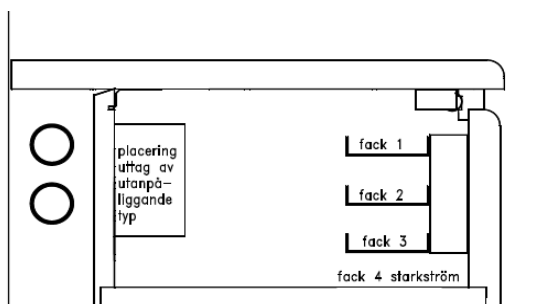 placering
uttag av
utanpå–
liggande
typ
fack 1
fack 2
fack 3
fack 4 starkström